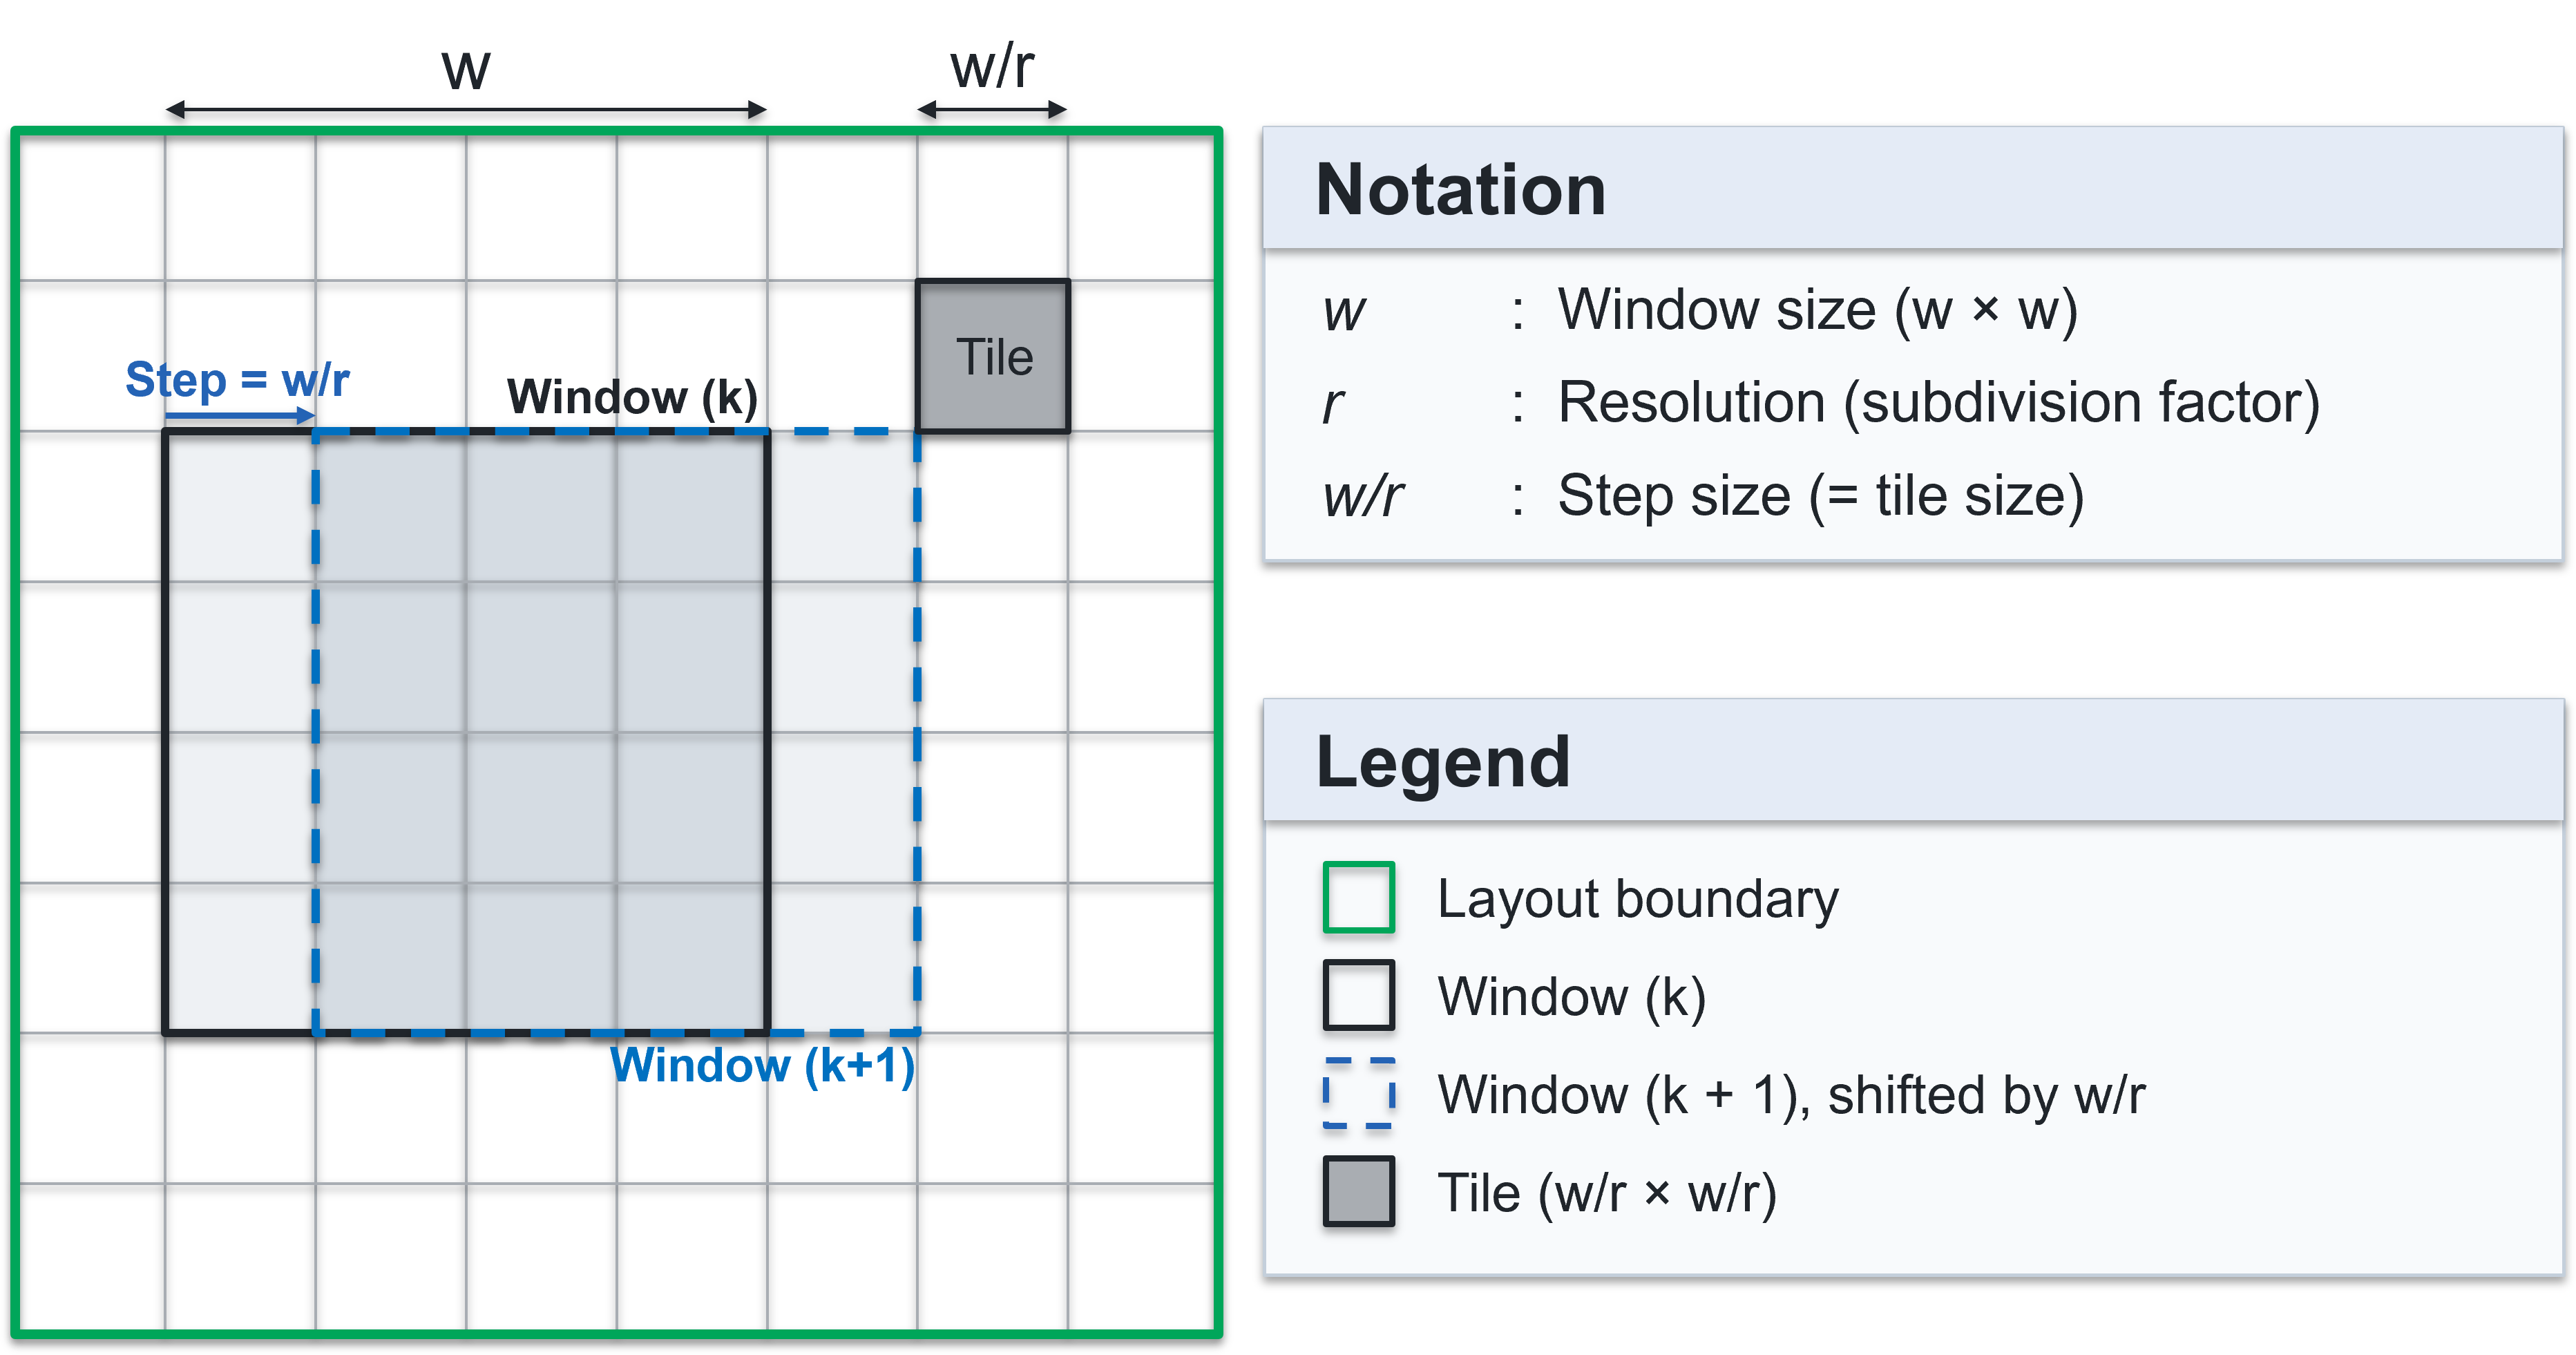 w
w/r
Tile
Step = w/r
Window (k)
Window (k+1)
Notation
w : Window size (w × w)
r : Resolution (subdivision factor)
w/r : Step size (= tile size)
Legend
Layout boundary
Window (k)
Window (k + 1), shifted by w/r
Tile (w/r × w/r)